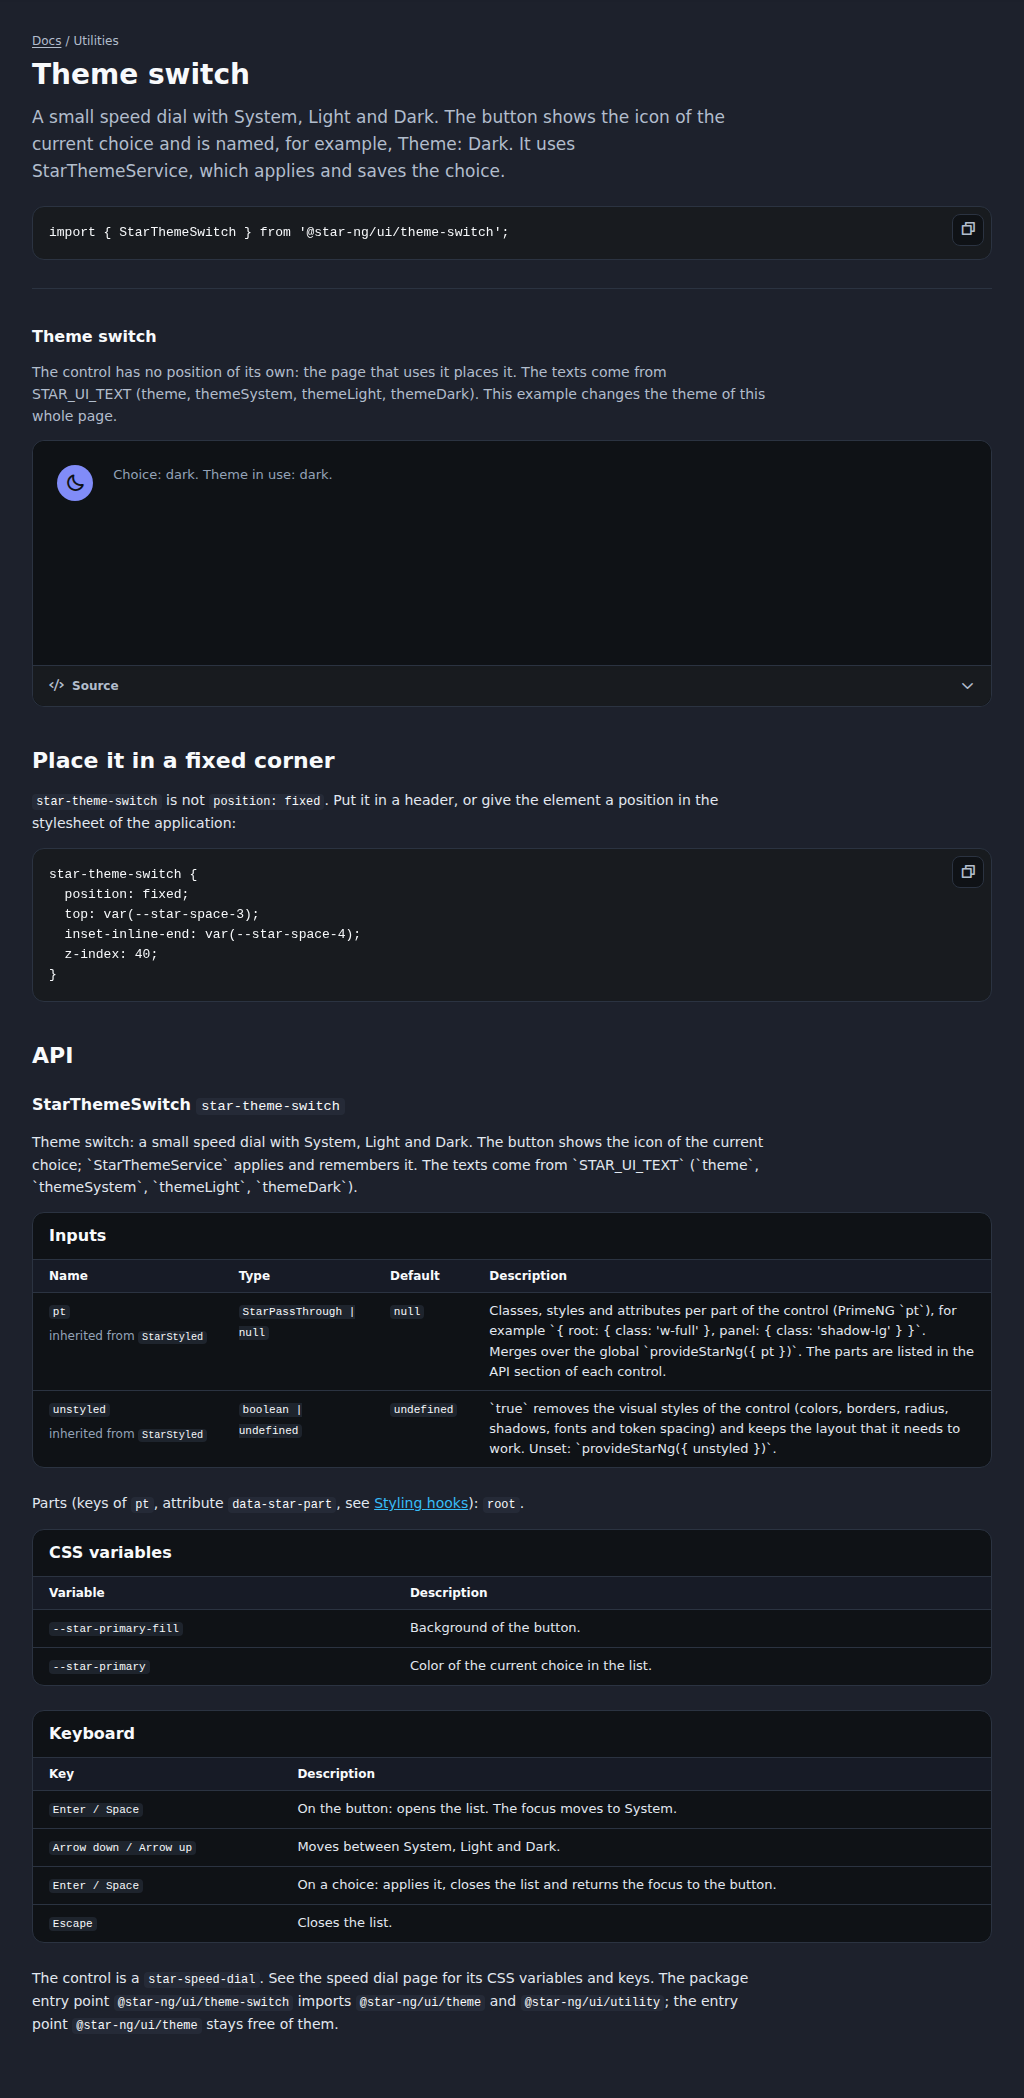 Docs / Utilities
Theme switch
A small speed dial with System, Light and Dark. The button shows the icon of the
current choice and is named, for example, Theme: Dark. It uses
StarThemeService, which applies and saves the choice.
import { StarThemeSwitch } from '@star-ng/ui/theme-switch';
Theme switch
The control has no position of its own: the page that uses it places it. The texts come from
STAR_UI_TEXT (theme, themeSystem, themeLight, themeDark). This example changes the theme of this
whole page.
Choice: dark. Theme in use: dark.
</> Source
Place it in a fixed corner
star-theme-switch is not position: fixed. Put it in a header, or give the element a position in the
stylesheet of the application:
star-theme-switch {
  position: fixed;
  top: var(--star-space-3);
  inset-inline-end: var(--star-space-4);
  z-index: 40;
}
API
StarThemeSwitch star-theme-switch
Theme switch: a small speed dial with System, Light and Dark. The button shows the icon of the current
choice; `StarThemeService` applies and remembers it. The texts come from `STAR_UI_TEXT` (`theme`,
`themeSystem`, `themeLight`, `themeDark`).
Inputs
Name Type Default Description
pt StarPassThrough | null Classes, styles and attributes per part of the control (PrimeNG `pt`), for
inherited from StarStyled null example `{ root: { class: 'w-full' }, panel: { class: 'shadow-lg' } }`.
Merges over the global `provideStarNg({ pt })`. The parts are listed in the
API section of each control.
unstyled boolean | undefined `true` removes the visual styles of the control (colors, borders, radius,
inherited from StarStyled undefined shadows, fonts and token spacing) and keeps the layout that it needs to
work. Unset: `provideStarNg({ unstyled })`.
Parts (keys of pt, attribute data-star-part, see Styling hooks): root.
CSS variables
Variable Description
--star-primary-fill Background of the button.
--star-primary Color of the current choice in the list.
Keyboard
Key Description
Enter / Space On the button: opens the list. The focus moves to System.
Arrow down / Arrow up Moves between System, Light and Dark.
Enter / Space On a choice: applies it, closes the list and returns the focus to the button.
Escape Closes the list.
The control is a star-speed-dial. See the speed dial page for its CSS variables and keys. The package
entry point @star-ng/ui/theme-switch imports @star-ng/ui/theme and @star-ng/ui/utility; the entry
point @star-ng/ui/theme stays free of them.